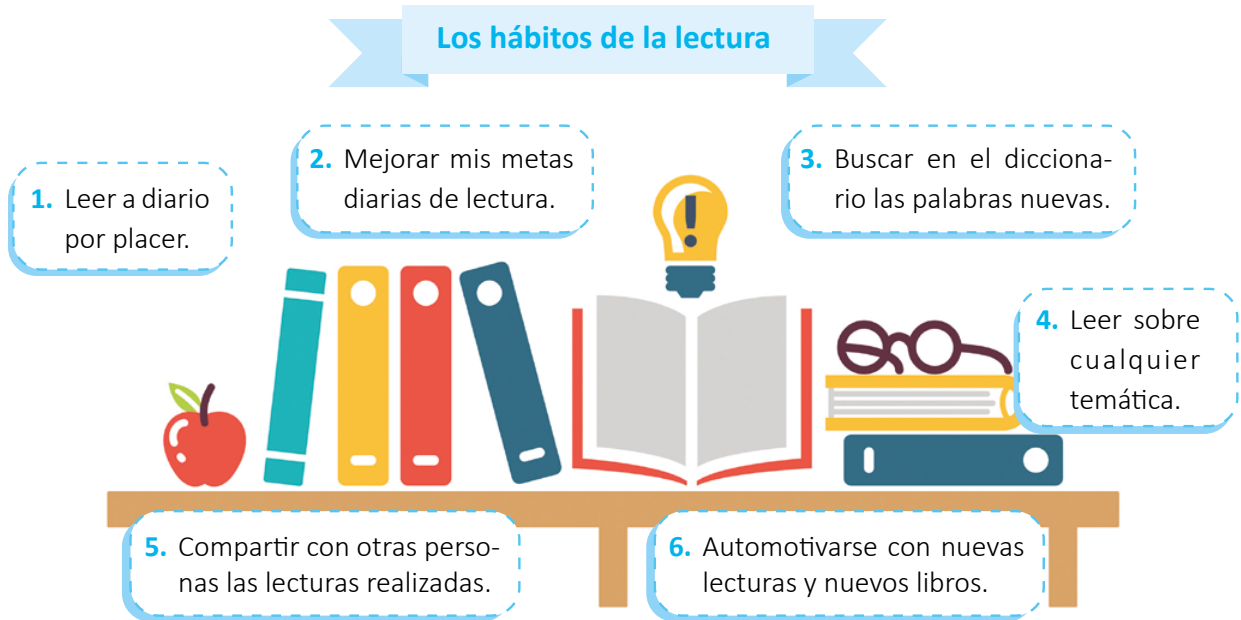 Los hábitos de la lectura
1. Leer a diario
por placer.
2. Mejorar mis metas
diarias de lectura.
3. Buscar en el dicciona-
rio las palabras nuevas.
4. Leer sobre
cualquier
temática.
5. Compartir con otras perso-
nas las lecturas realizadas.
6. Automotivarse con nuevas
lecturas y nuevos libros.